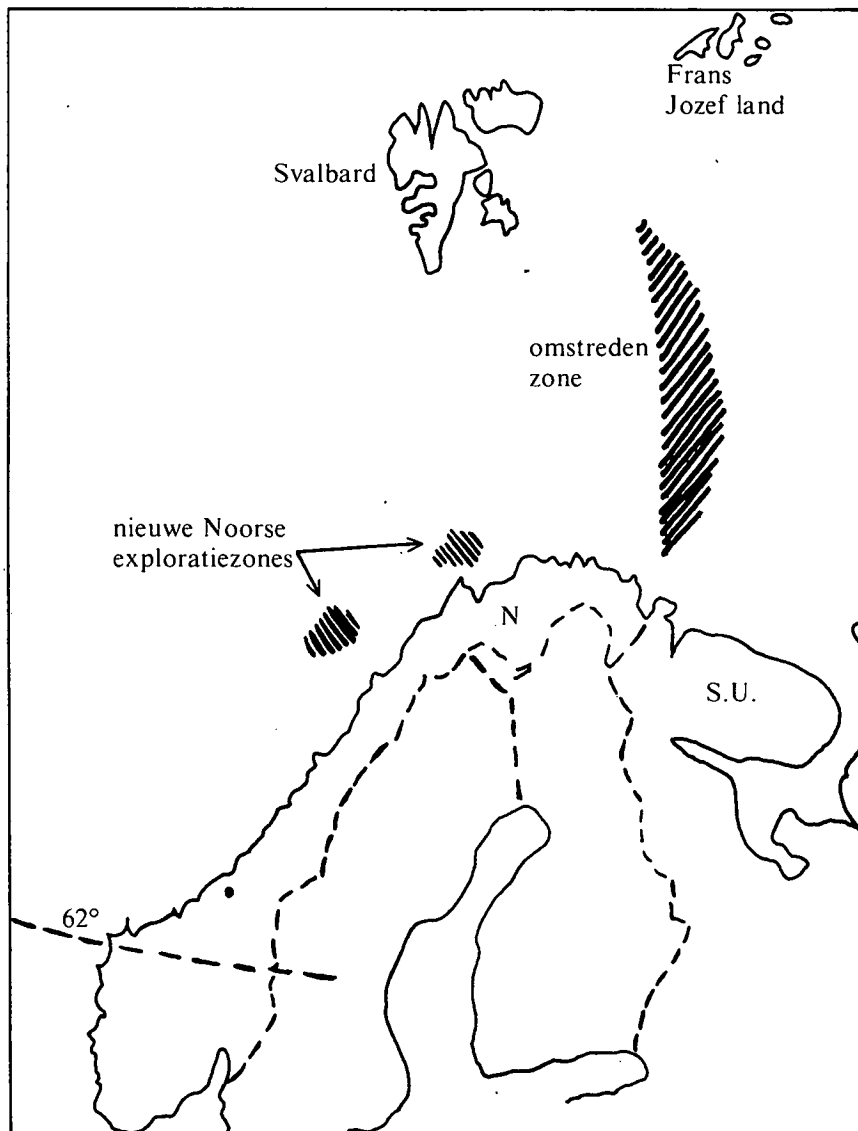 Frans
Jozef land
Svalbard
omstreden
zone
nieuwe Noorse
exploratiezones
N
S.U.
62°